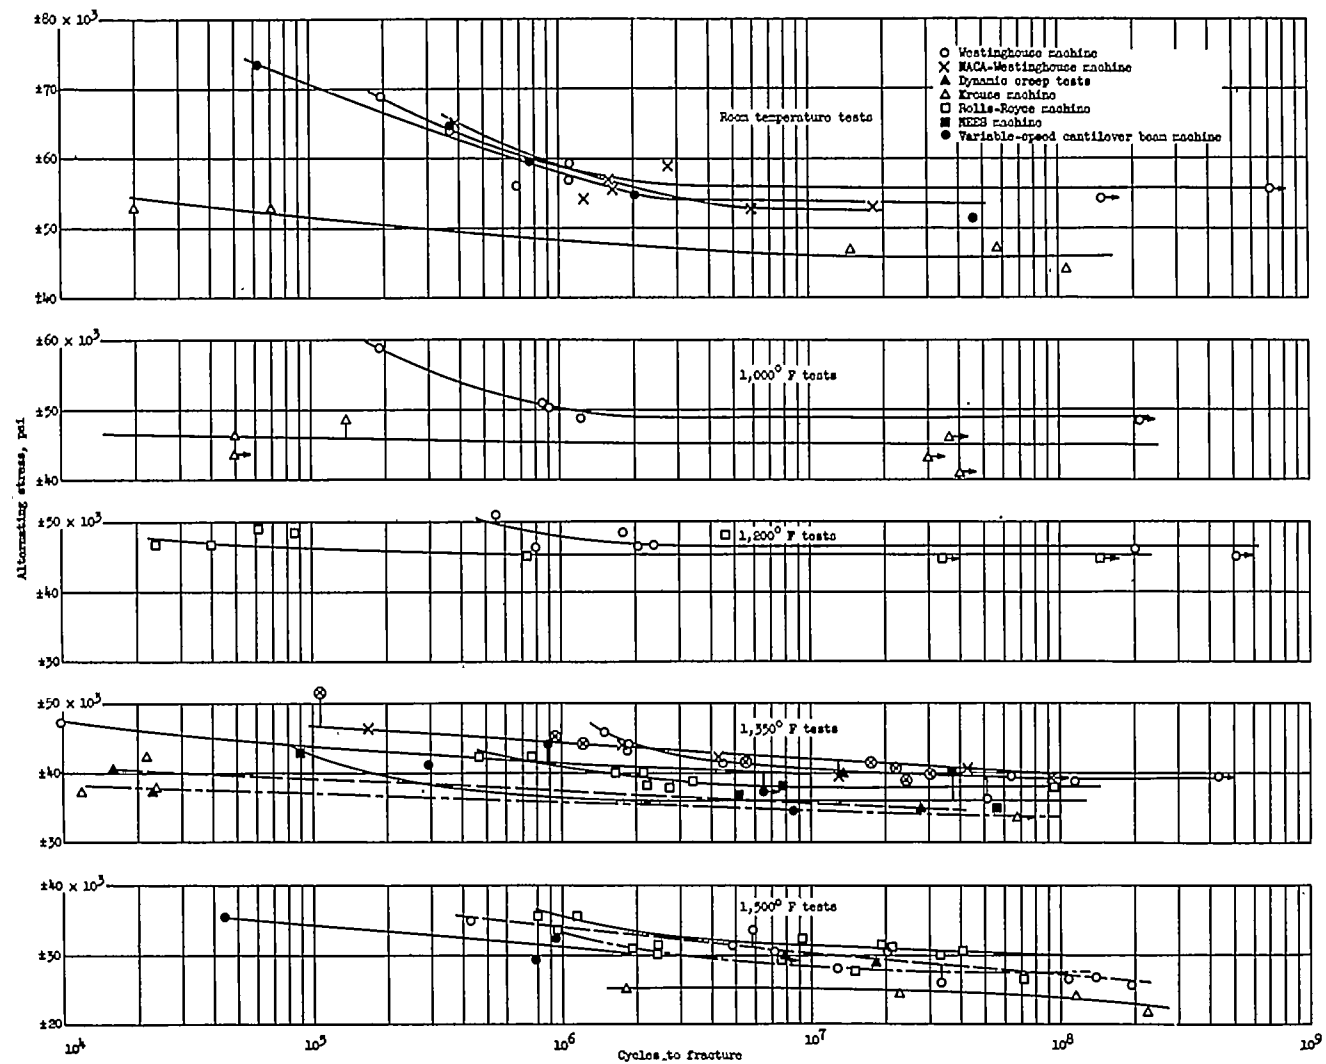 ±80 × 10³
±70
±60
±50
±40
Room temperature tests
Westinghouse machine
NACA-Westinghouse machine
Dynamic creep tests
Krouse machine
Rolls-Royce machine
NEES machine
Variable-speed cantilever beam machine
±60 × 10³
±50
±40
1,000° F tests
±50 × 10³
±40
±30
1,200° F tests
±50 × 10³
±40
±30
1,350° F tests
±40 × 10³
±30
±20
1,500° F tests
Alternating stress, psi
10⁴
10⁵
10⁶
10⁷
10⁸
10⁹
Cycles to fracture